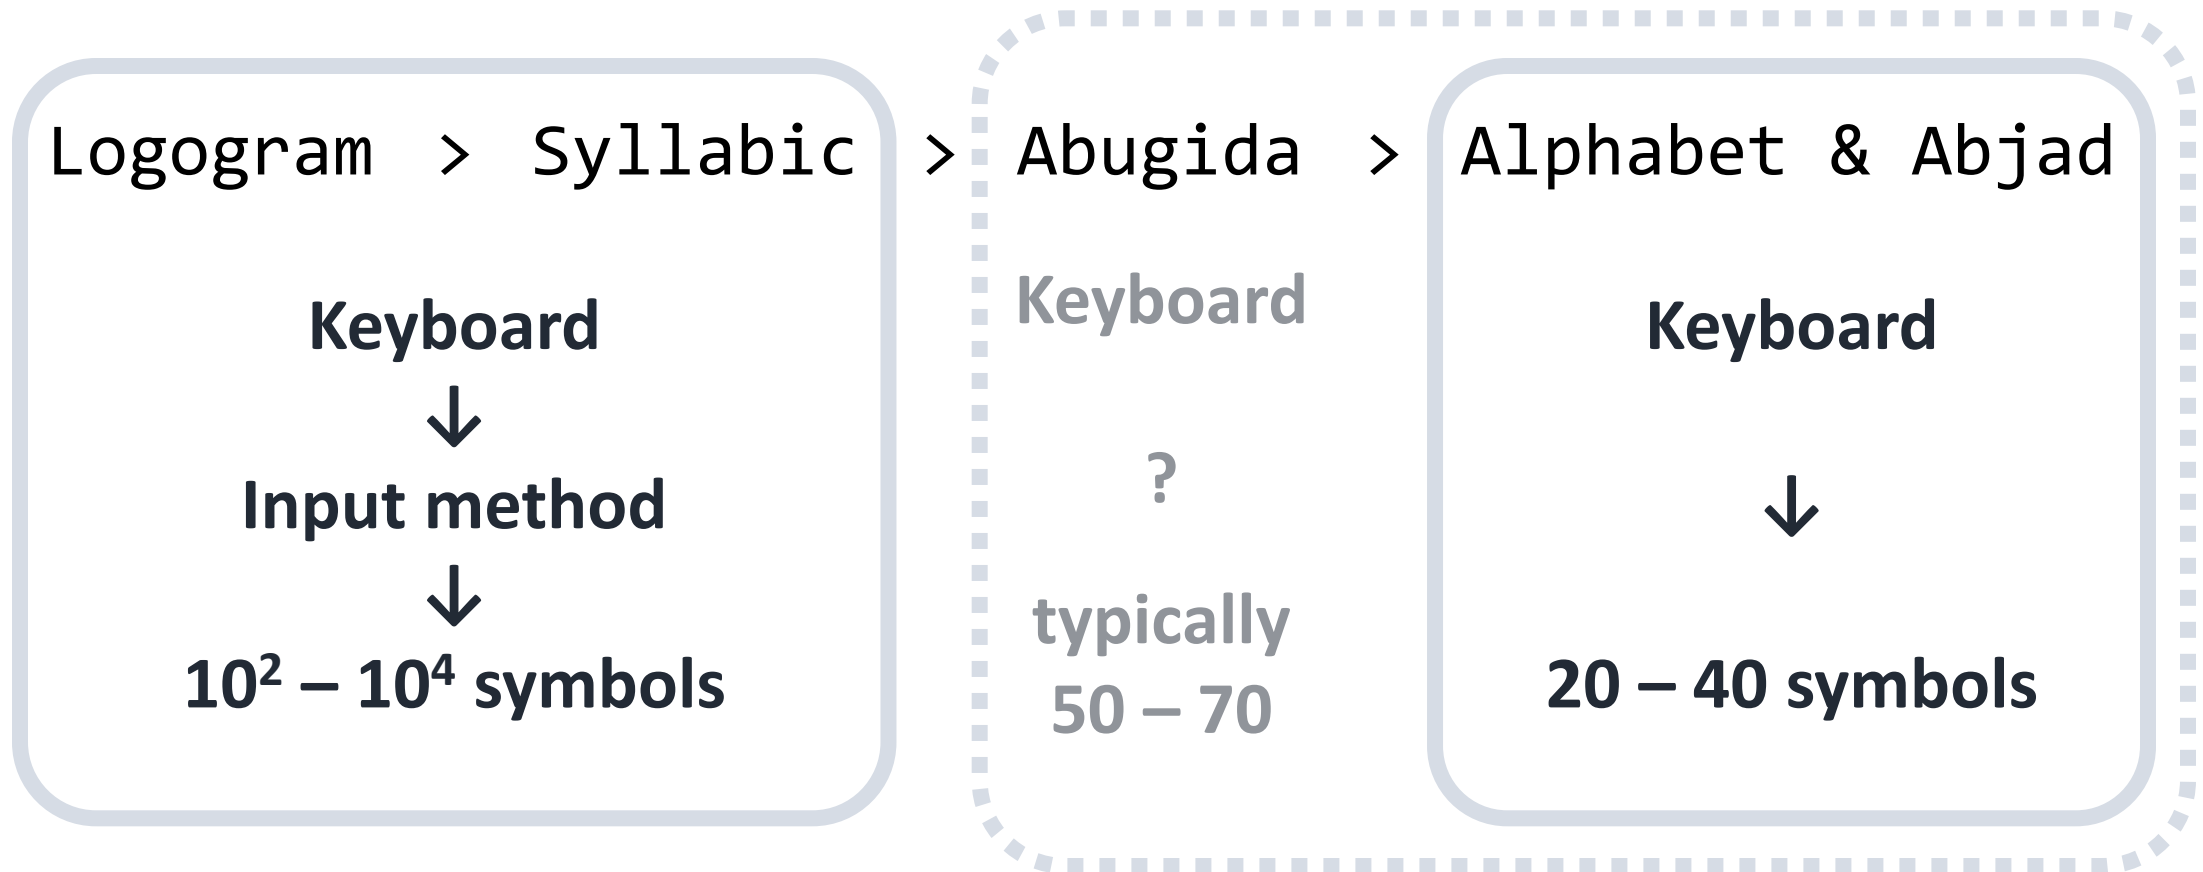 Logogram > Syllabic > Abugida > Alphabet & Abjad
Keyboard
↓
Input method
↓
10² – 10⁴ symbols
Keyboard
?
typically
50 – 70
Keyboard
↓
20 – 40 symbols